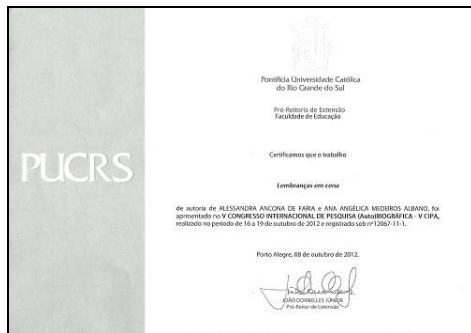 PUCRS
Pontifícia Universidade Católica
do Rio Grande do Sul
Pró-Reitoria de Extensão
Faculdade de Educação
Certificamos que o trabalho
Lembranças em cena
de autoria de ALESSANDRA ANCONA DE FARIA e ANA ANGÉLICA MEDEIROS ALBANO, foi
apresentado no V CONGRESSO INTERNACIONAL DE PESQUISA (Auto)BIOGRÁFICA - V CIPA,
realizado no período de 16 a 19 de outubro de 2012 e registrado sob nº12067-11-1.
Porto Alegre, 08 de outubro de 2012.
JOÃO DORNELLES JÚNIOR
Pró-Reitor de Extensão